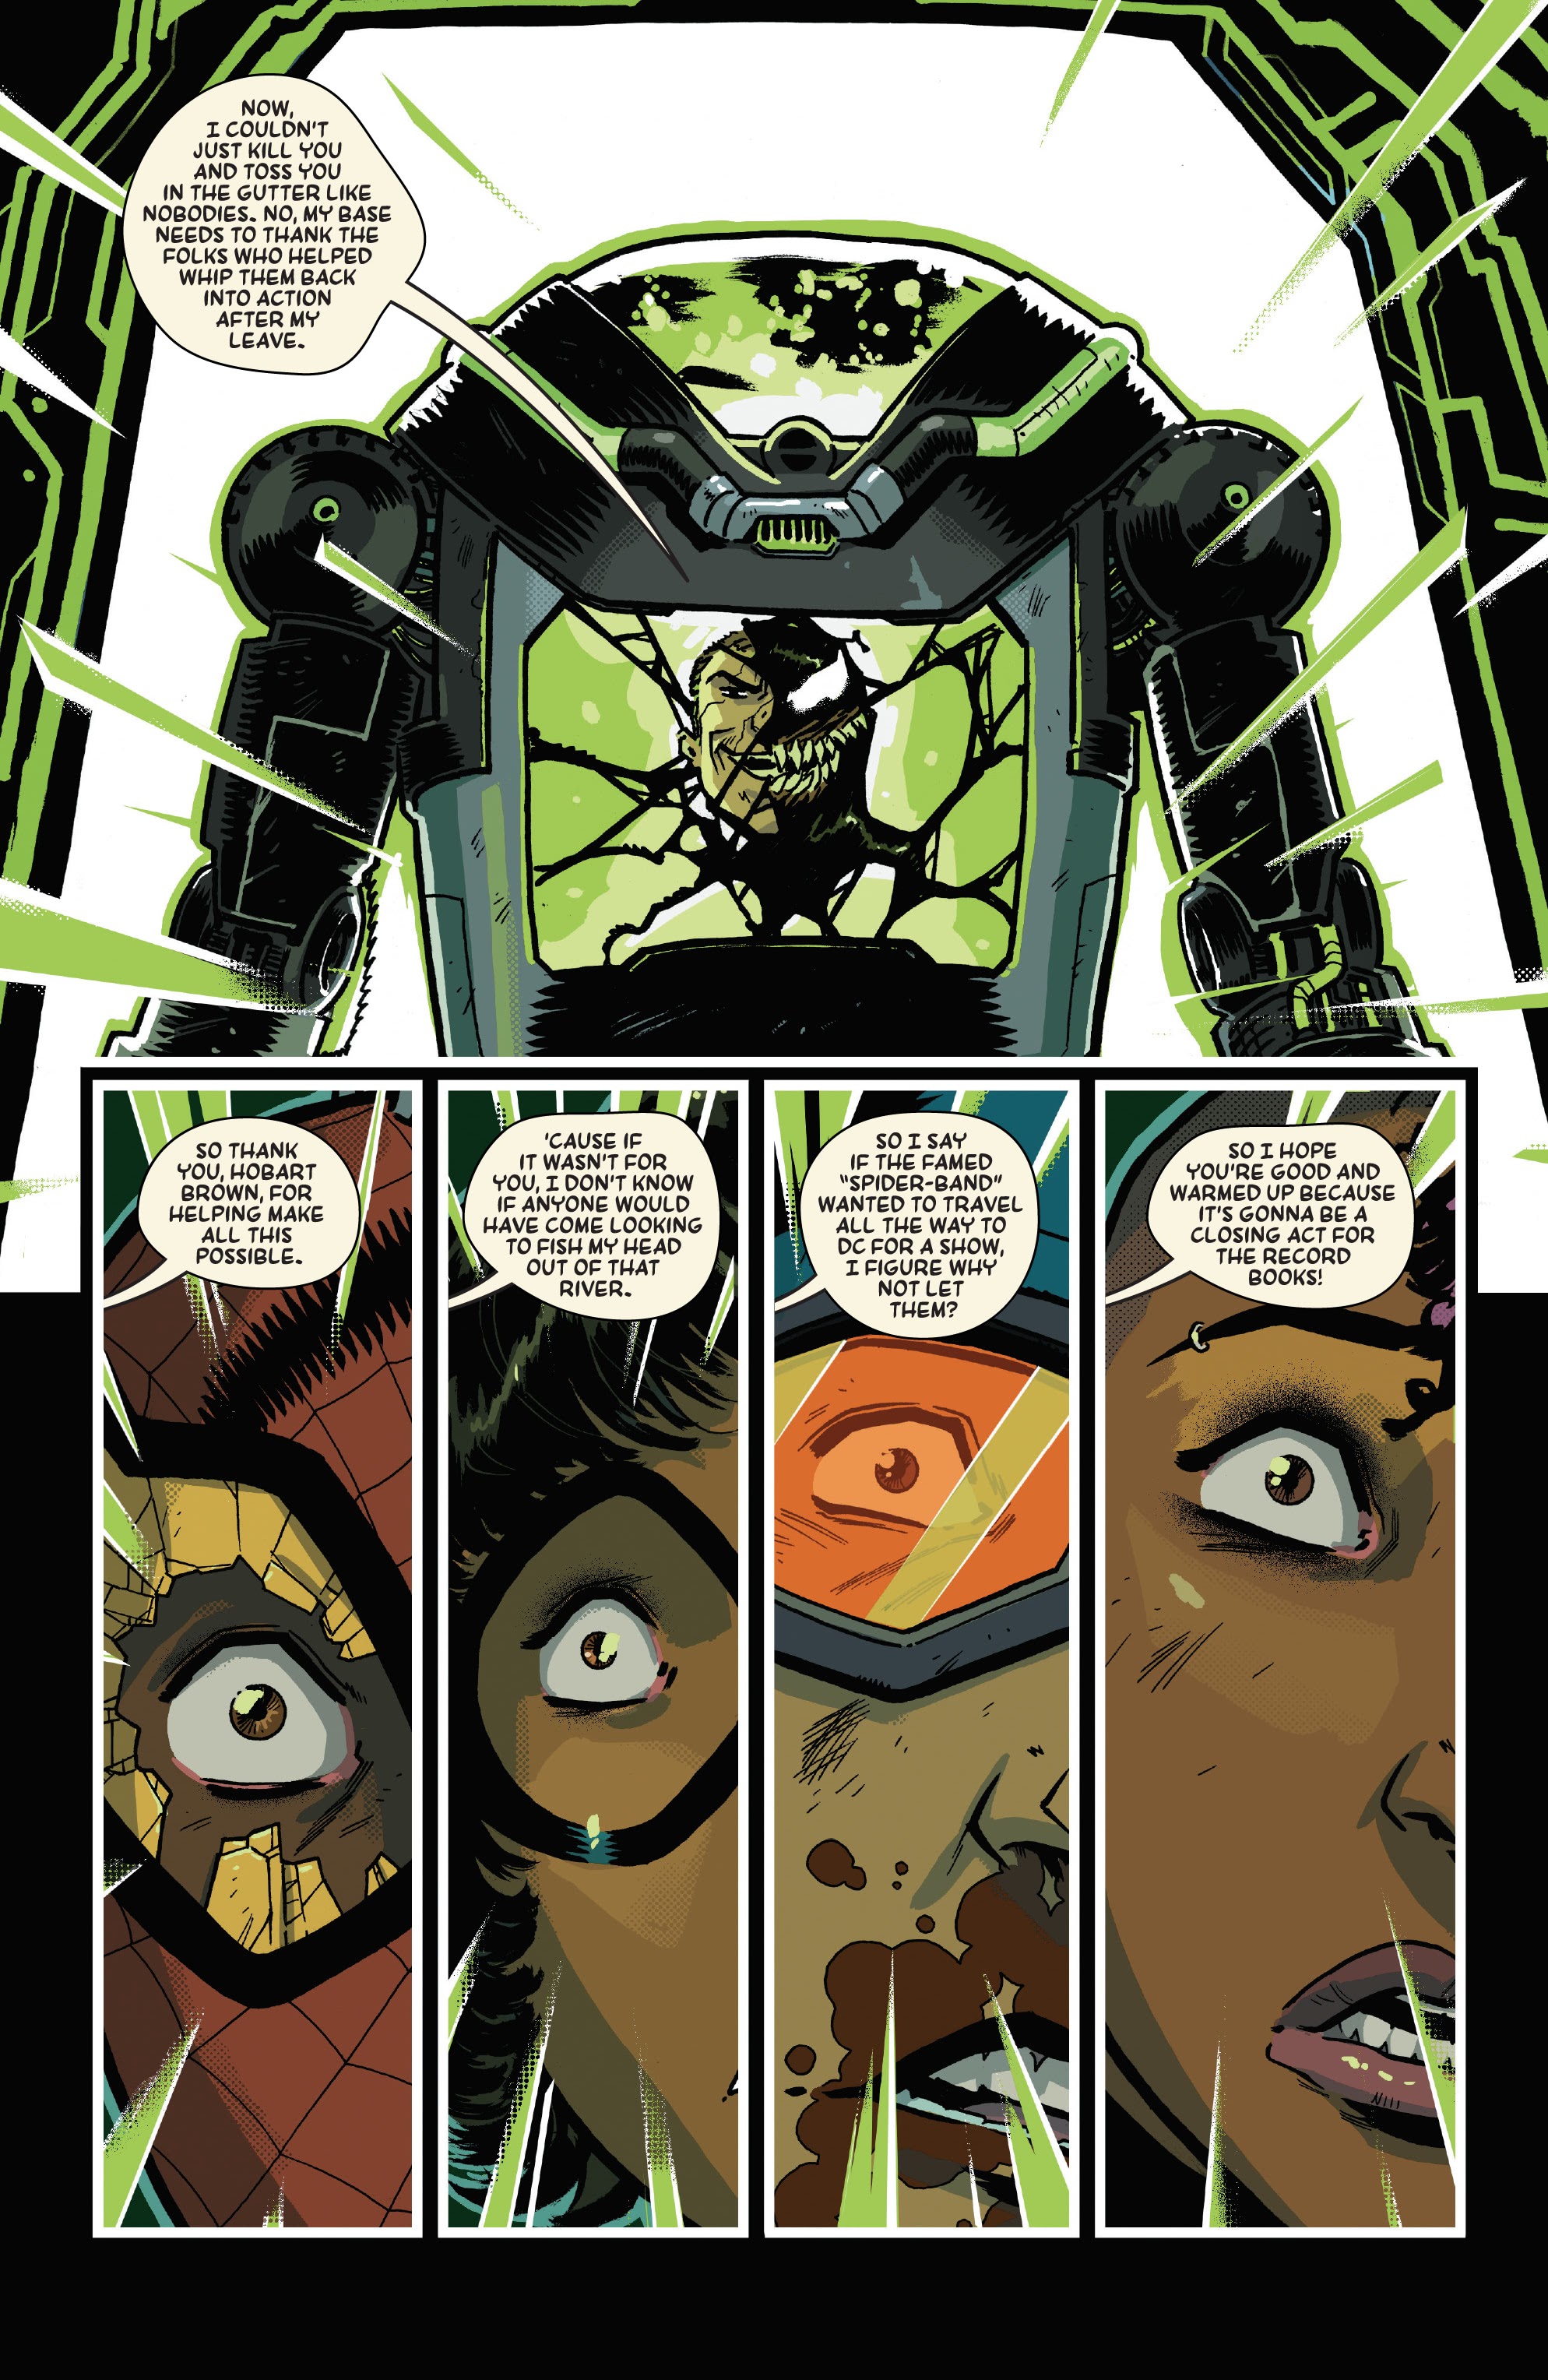 NOW,
I COULDN'T
JUST KILL YOU
AND TOSS YOU
IN THE GUTTER LIKE
NOBODIES. NO, MY BASE
NEEDS TO THANK THE
FOLKS WHO HELPED
WHIP THEM BACK
INTO ACTION
AFTER MY
LEAVE.
SO THANK
YOU, HOBART
BROWN, FOR
HELPING MAKE
ALL THIS
POSSIBLE.
'CAUSE IF
IT WASN'T FOR
YOU, I DON'T KNOW
IF ANYONE WOULD
HAVE COME LOOKING
TO FISH MY HEAD
OUT OF THAT
RIVER.
SO I SAY
IF THE FAMED
"SPIDER-BAND"
WANTED TO TRAVEL
ALL THE WAY TO
DC FOR A SHOW,
I FIGURE WHY
NOT LET
THEM?
SO I HOPE
YOU'RE GOOD AND
WARMED UP BECAUSE
IT'S GONNA BE A
CLOSING ACT FOR
THE RECORD
BOOKS!